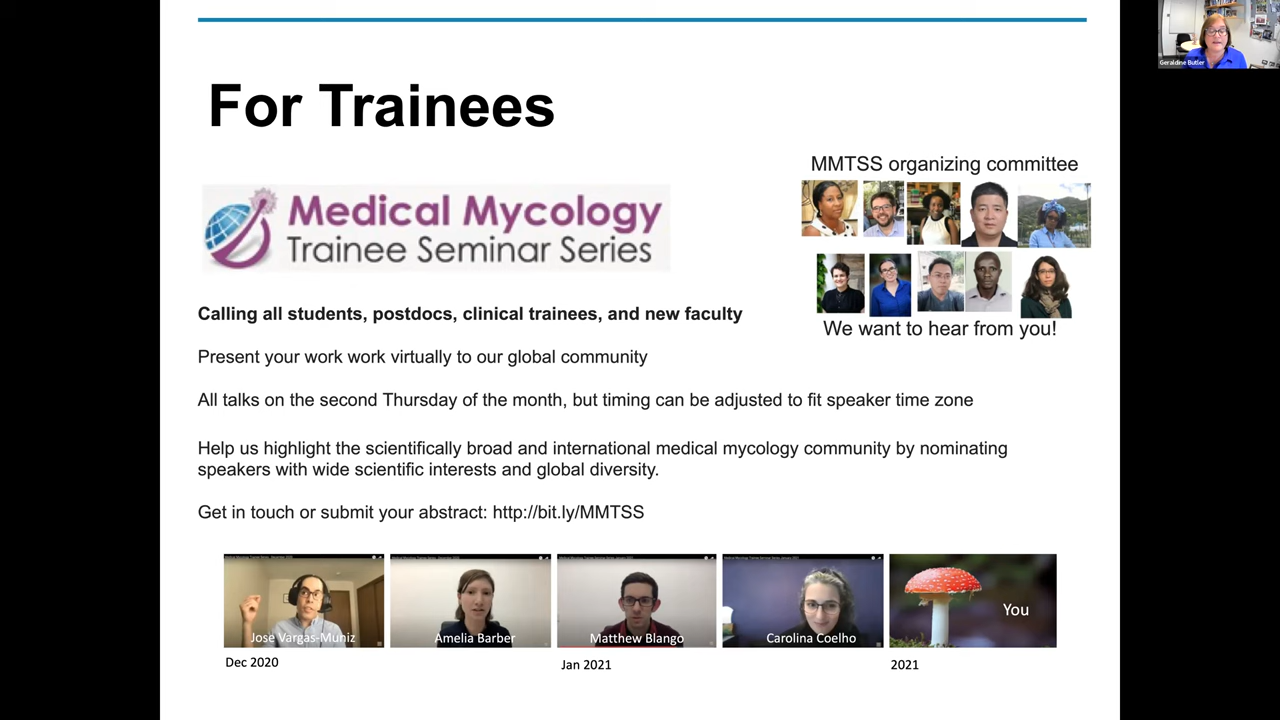 Geraldine Butler
For Trainees
MMTSS organizing committee
Medical Mycology
Trainee Seminar Series
We want to hear from you!
Calling all students, postdocs, clinical trainees, and new faculty
Present your work work virtually to our global community
All talks on the second Thursday of the month, but timing can be adjusted to fit speaker time zone
Help us highlight the scientifically broad and international medical mycology community by nominating
speakers with wide scientific interests and global diversity.
Get in touch or submit your abstract: http://bit.ly/MMTSS
Jose Vargas-Muniz
Amelia Barber
Matthew Blango
Carolina Coelho
You
Dec 2020
Jan 2021
2021